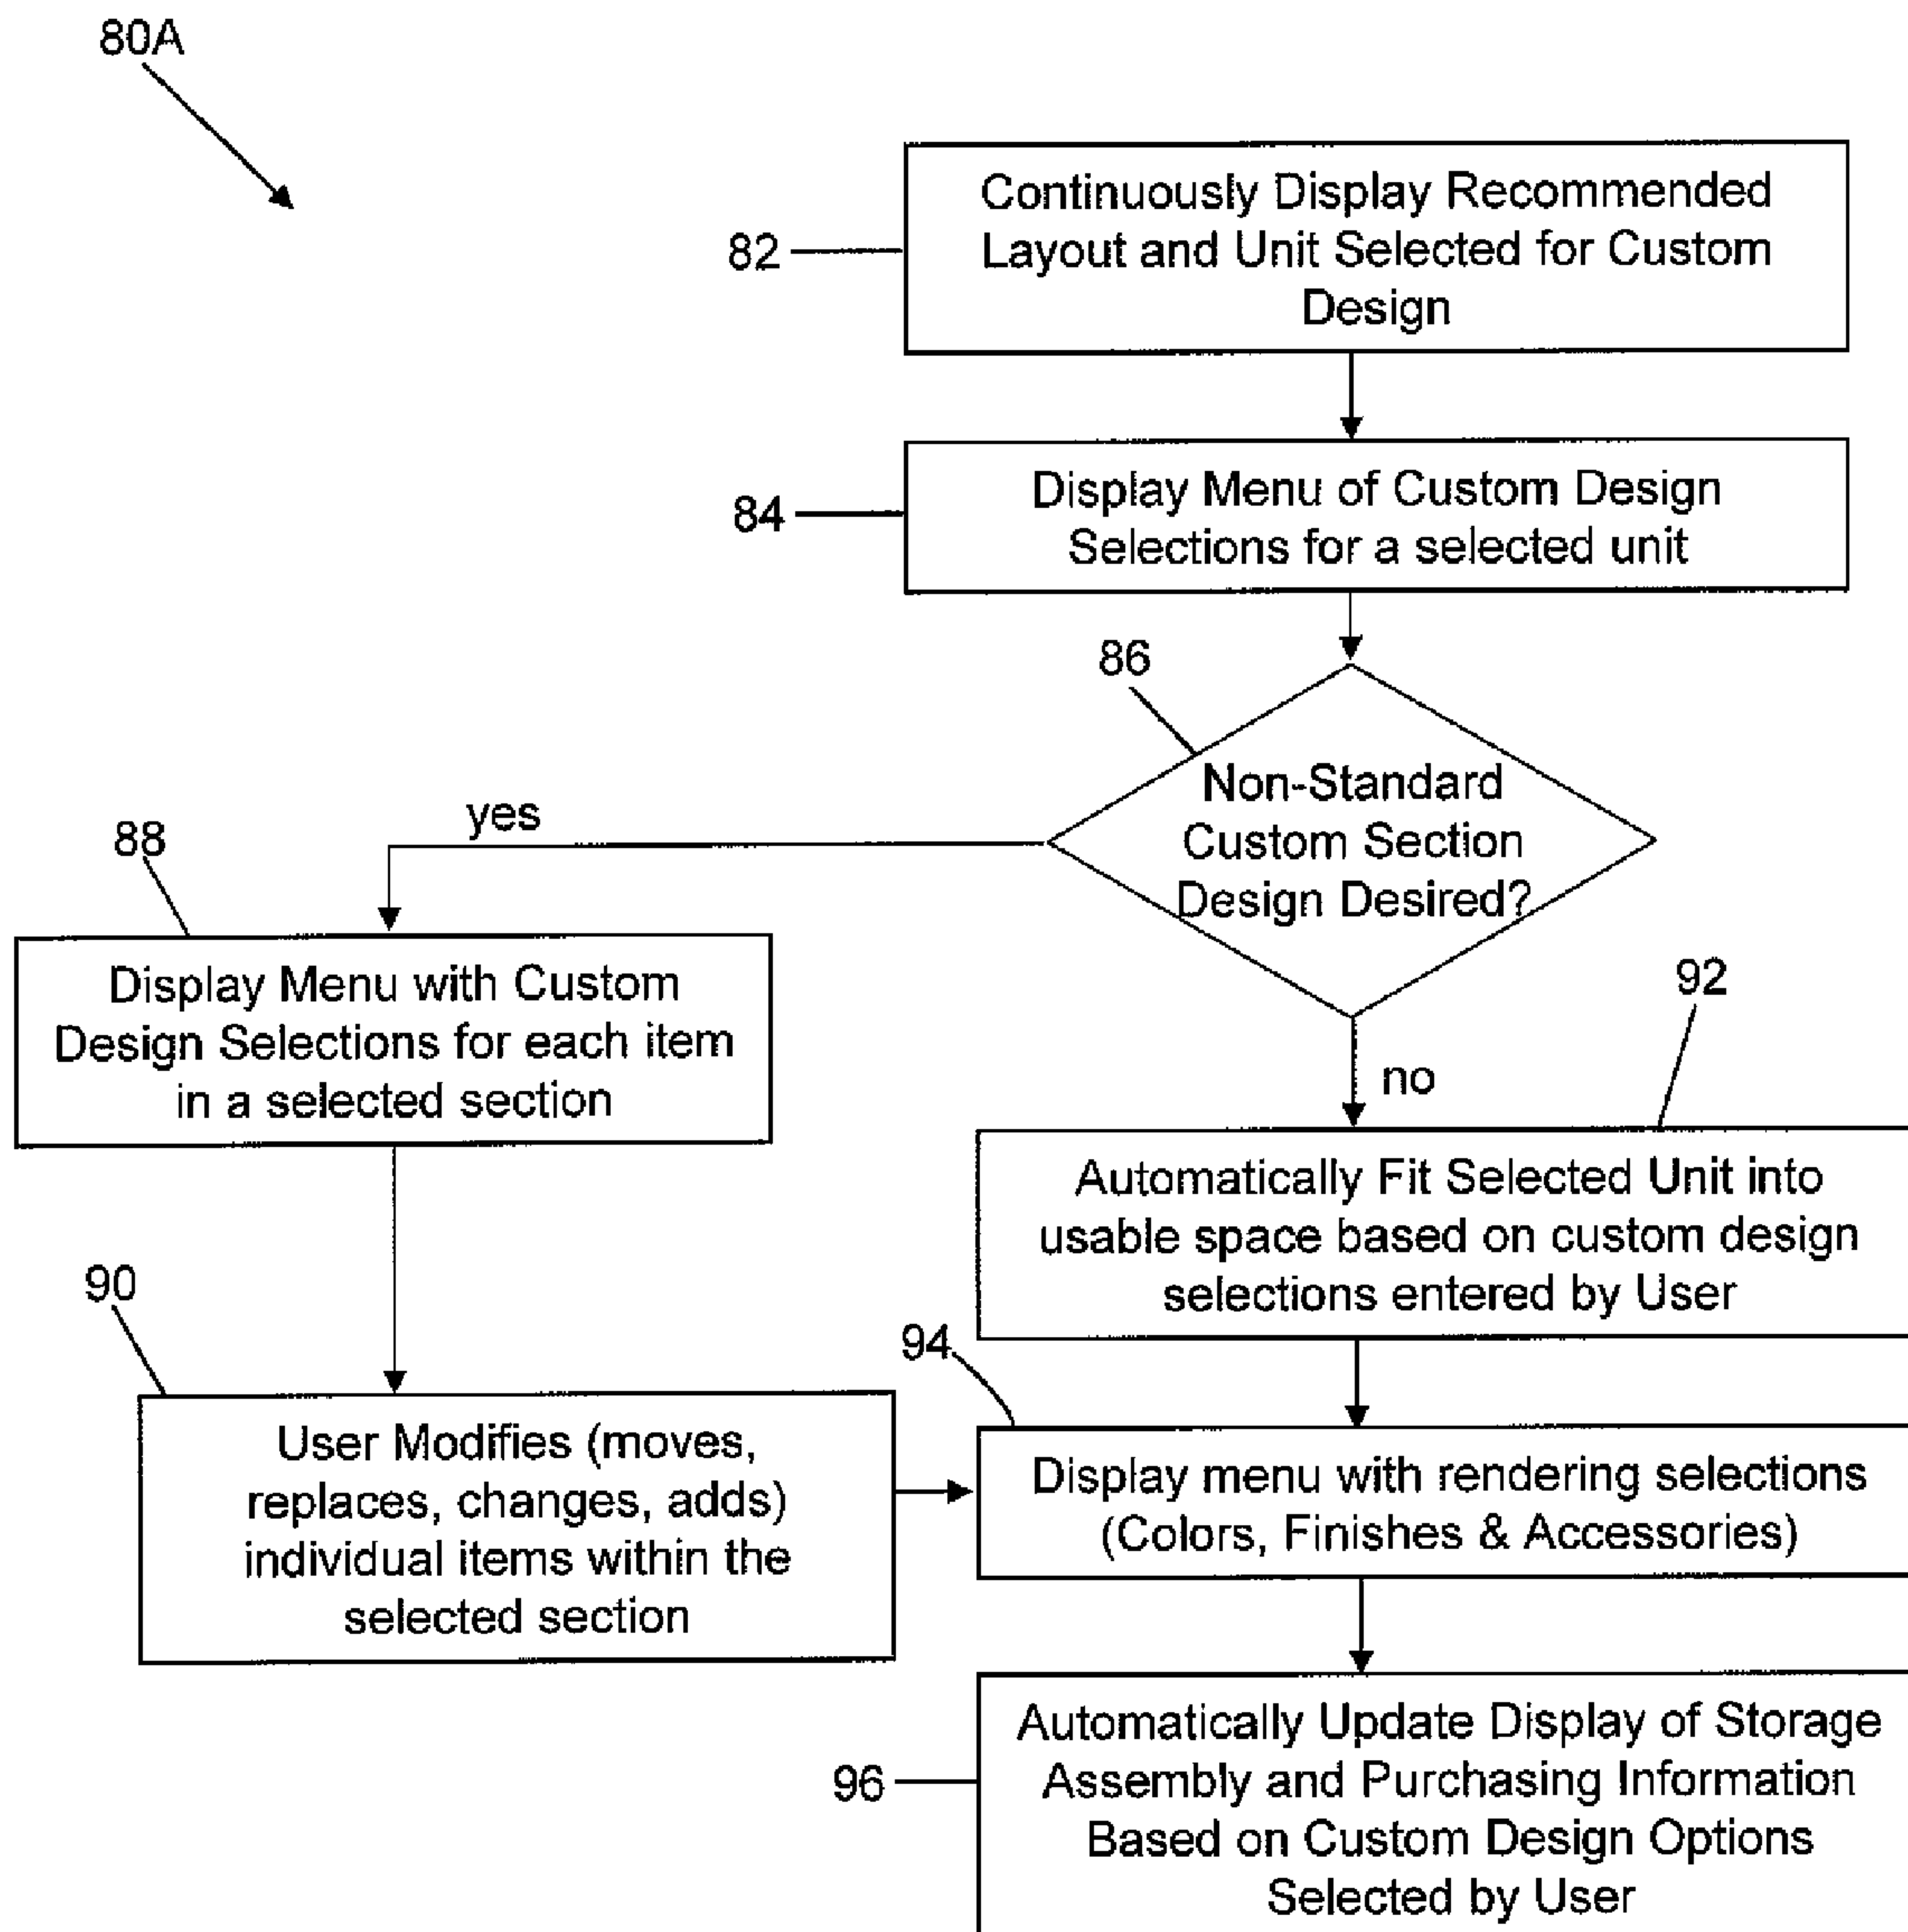 80A
82
Continuously Display Recommended
Layout and Unit Selected for Custom
Design
84
Display Menu of Custom Design
Selections for a selected unit
86
Non-Standard
Custom Section
Design Desired?
yes
88
Display Menu with Custom
Design Selections for each item
in a selected section
no
92
Automatically Fit Selected Unit into
usable space based on custom design
selections entered by User
90
User Modifies (moves,
replaces, changes, adds)
individual items within the
selected section
94
Display menu with rendering selections
(Colors, Finishes & Accessories)
96
Automatically Update Display of Storage
Assembly and Purchasing Information
Based on Custom Design Options
Selected by User